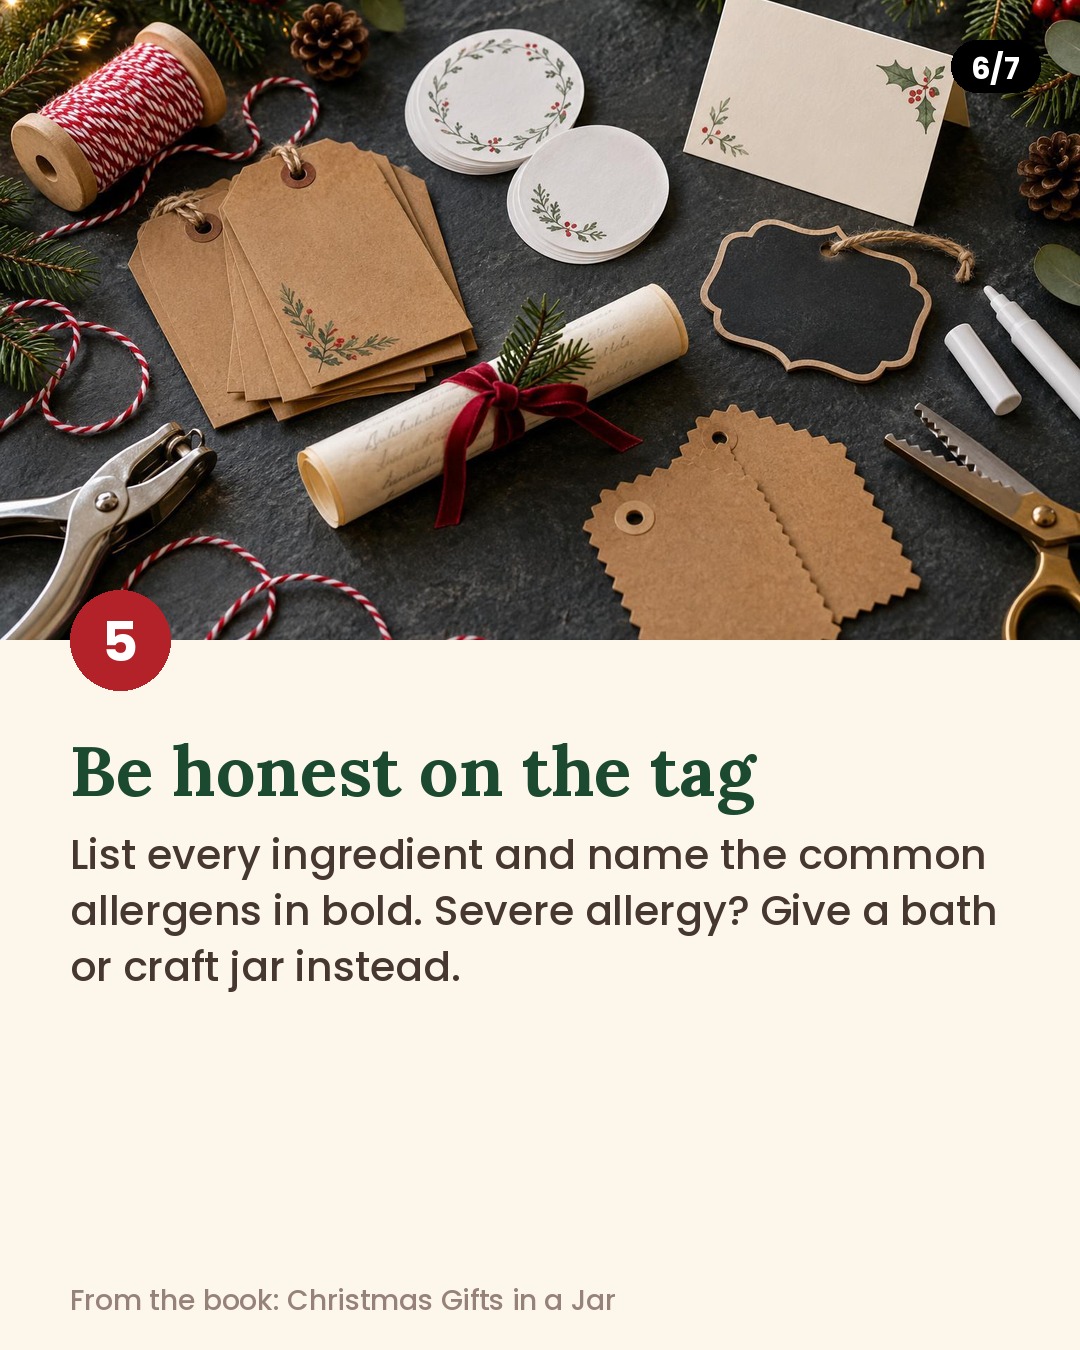 6/7
5
Be honest on the tag
List every ingredient and name the common
allergens in bold. Severe allergy? Give a bath
or craft jar instead.
From the book: Christmas Gifts in a Jar